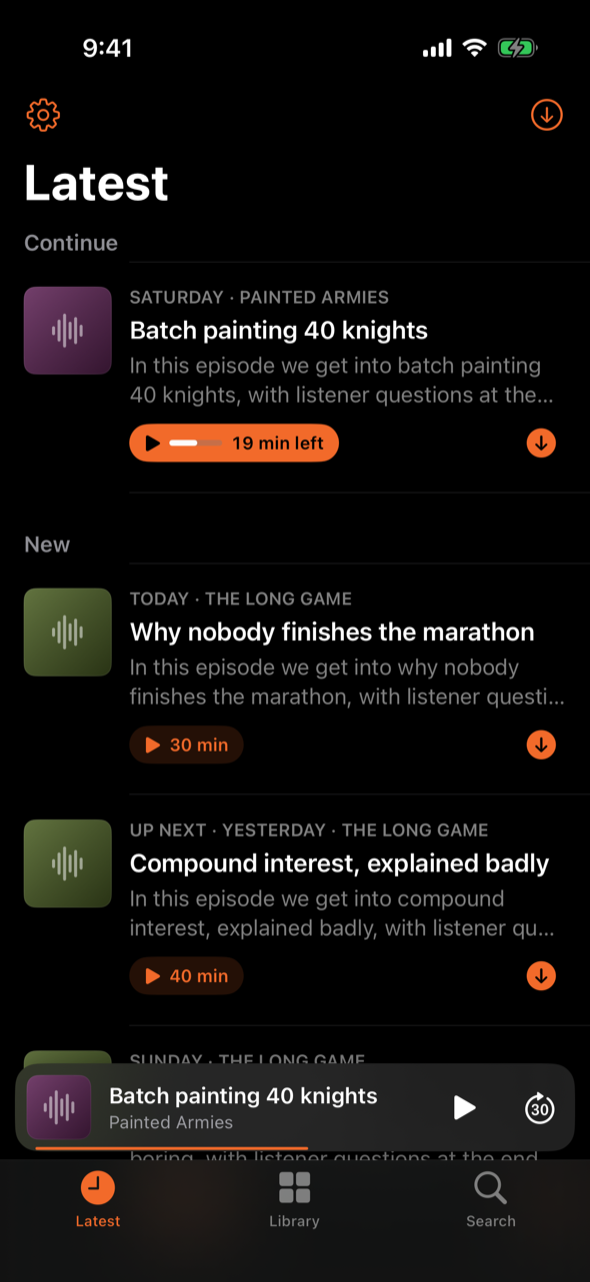 9:41
Latest
Continue
SATURDAY · PAINTED ARMIES
Batch painting 40 knights
In this episode we get into batch painting
40 knights, with listener questions at the...
19 min left
New
TODAY · THE LONG GAME
Why nobody finishes the marathon
In this episode we get into why nobody
finishes the marathon, with listener questi...
30 min
UP NEXT · YESTERDAY · THE LONG GAME
Compound interest, explained badly
In this episode we get into compound
interest, explained badly, with listener qu...
40 min
SUNDAY · THE LONG GAME
Batch painting 40 knights
Painted Armies
30
boring, with listener questions at the end
Latest
Library
Search